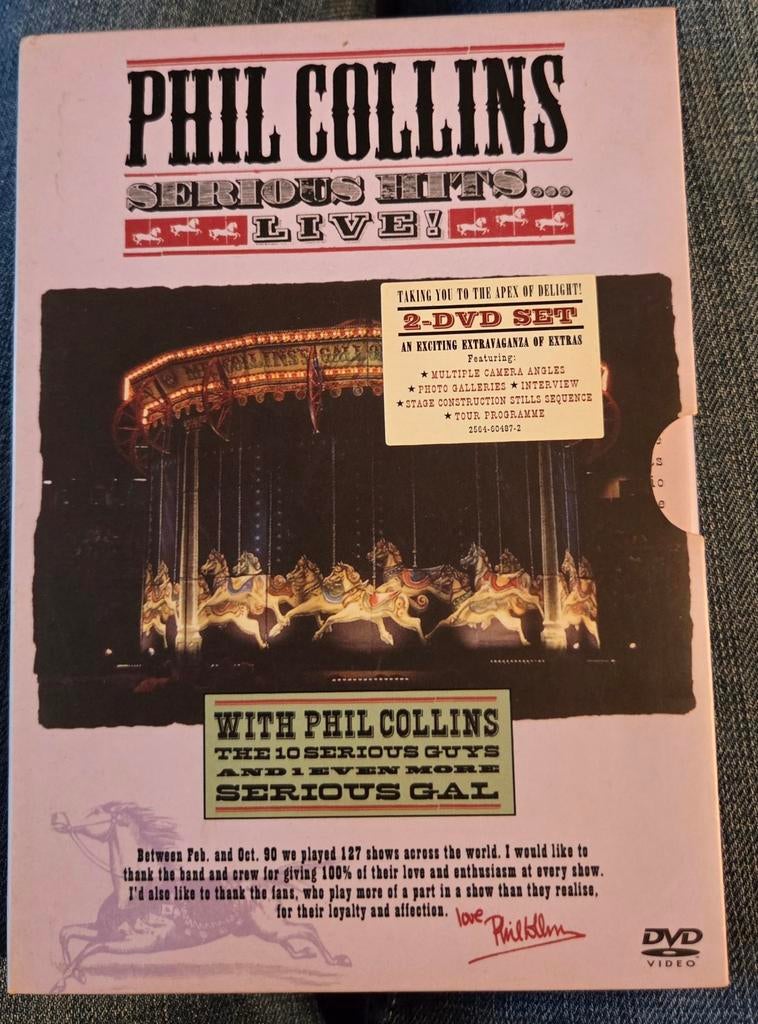 PHIL COLLINS
SERIOUS HITS...
LIVE!
TAKING YOU TO THE APEX OF DELIGHT!
2-DVD SET
AN EXCITING EXTRAVAGANZA OF EXTRAS
Featuring:
★ MULTIPLE CAMERA ANGLES
★ PHOTO GALLERIES ★ INTERVIEW
★ STAGE CONSTRUCTION STILLS SEQUENCE
★ TOUR PROGRAMME
2564-60487-2
WITH PHIL COLLINS
THE 10 SERIOUS GUYS
AND 1 EVEN MORE
SERIOUS GAL
Between Feb. and Oct. 90 we played 127 shows across the world. I would like to
thank the band and crew for giving 100% of their love and enthusiasm at every show.
I'd also like to thank the fans, who play more of a part in a show than they realise,
for their loyalty and affection.
love
Phil Collins
DVD
VIDEO